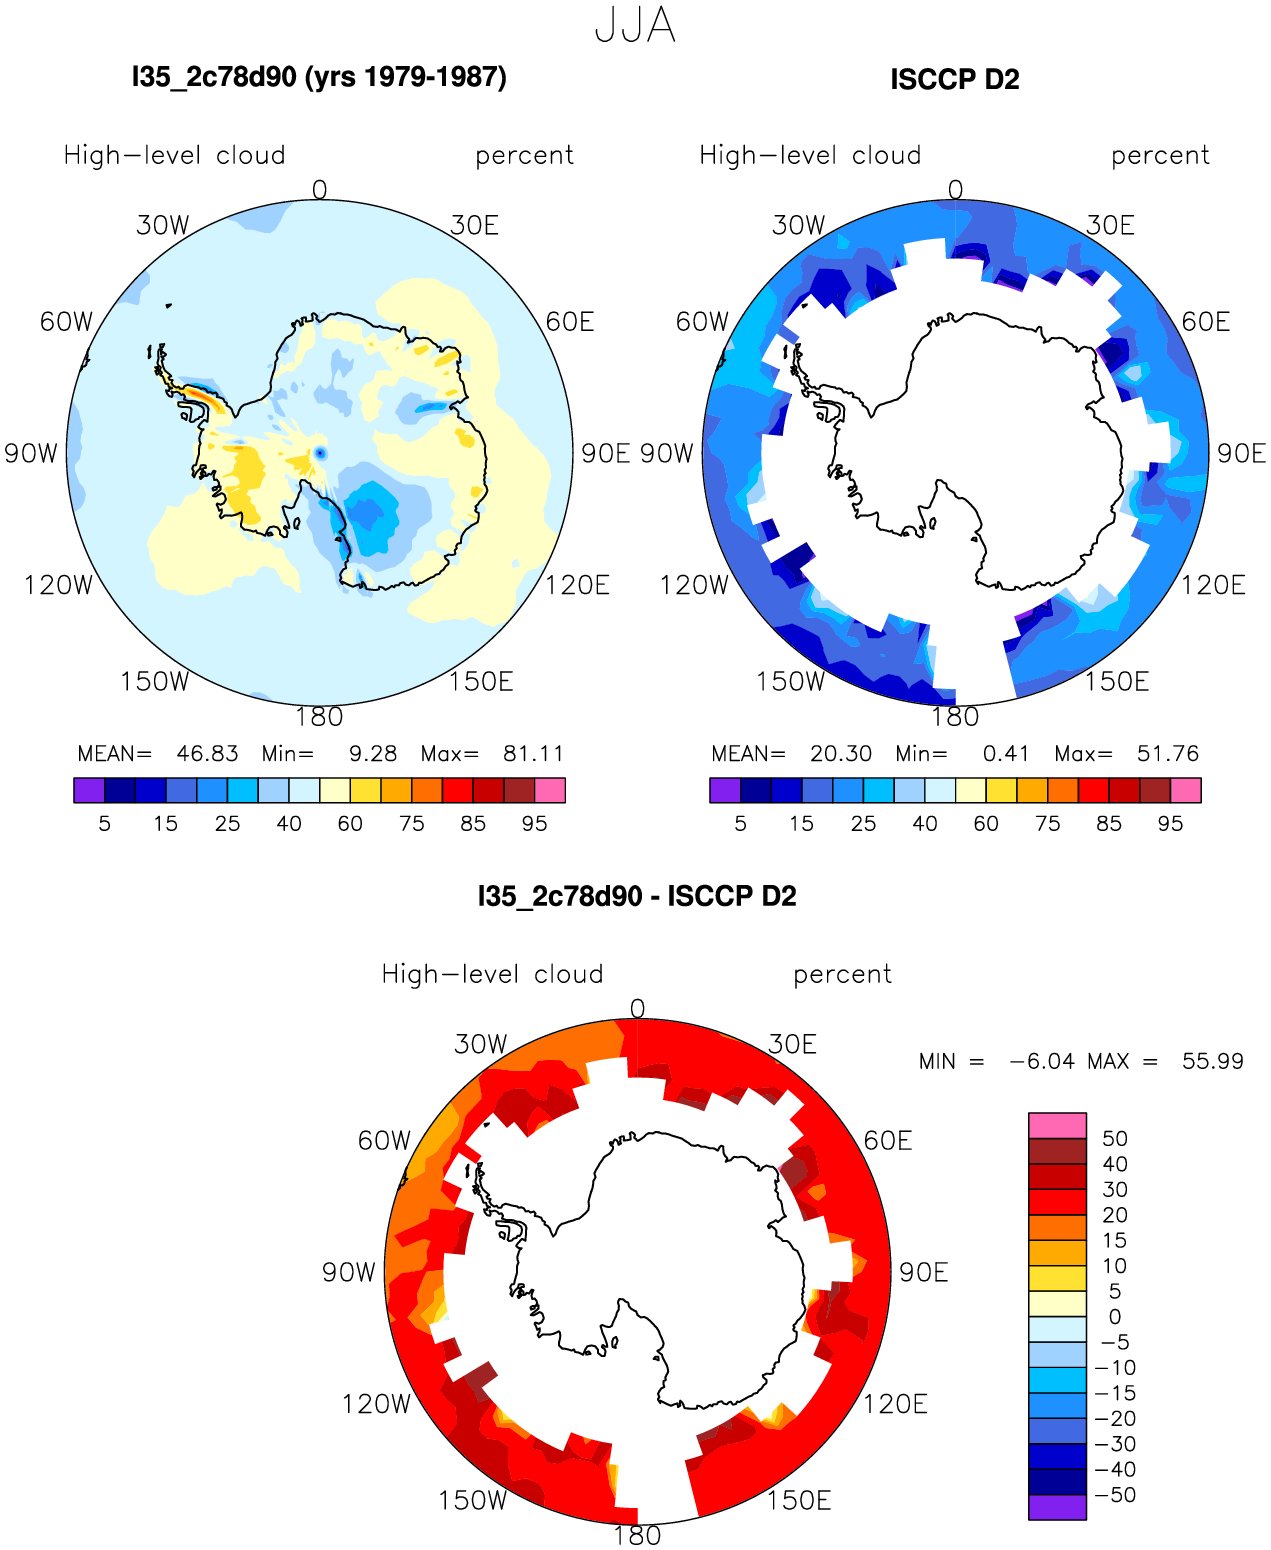 JJA
I35_2c78d90 (yrs 1979-1987)
ISCCP D2
High-level cloud percent
High-level cloud percent
0
30W 30E
60W 60E
90W 90E
120W 120E
150W 150E
180
0
30W 30E
60W 60E
90W 90E
120W 120E
150W 150E
180
MEAN= 46.83 Min= 9.28 Max= 81.11
5 15 25 40 60 75 85 95
MEAN= 20.30 Min= 0.41 Max= 51.76
5 15 25 40 60 75 85 95
I35_2c78d90 - ISCCP D2
High-level cloud percent
0
30W 30E
60W 60E
90W 90E
120W 120E
150W 150E
180
MIN = -6.04 MAX = 55.99
50
40
30
20
15
10
5
0
-5
-10
-15
-20
-30
-40
-50